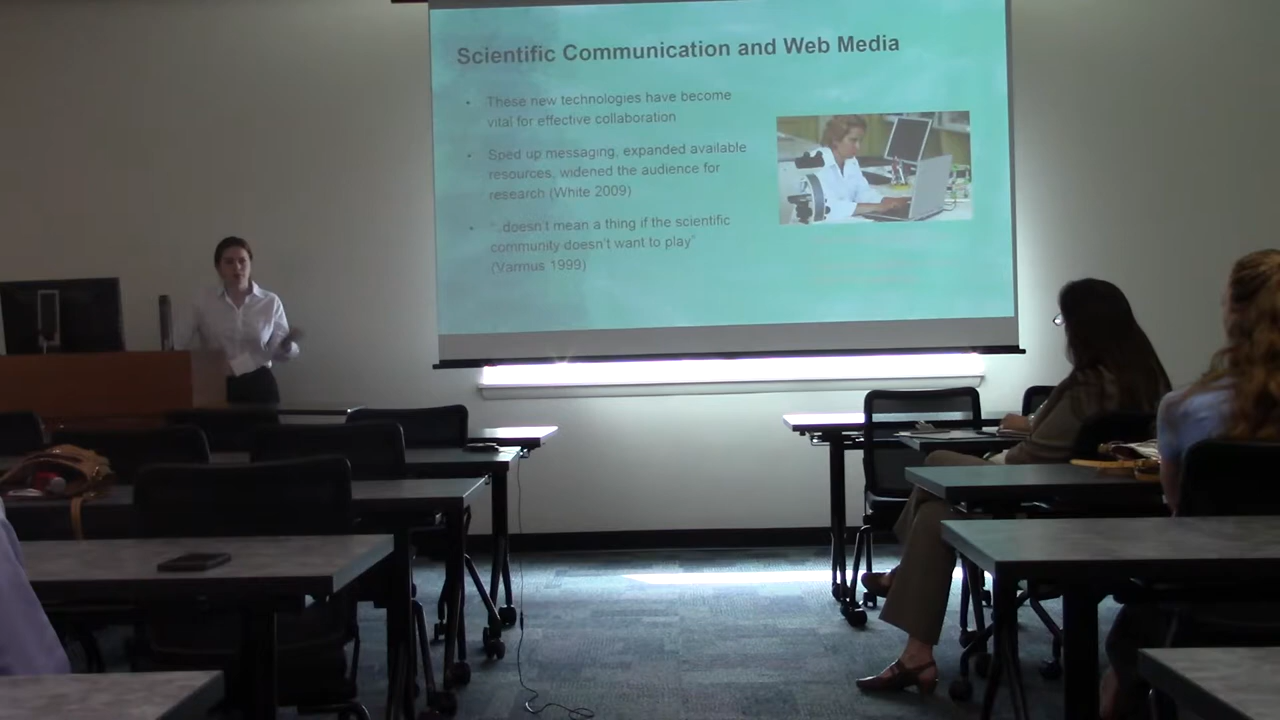 Scientific Communication and Web Media
• These new technologies have become
vital for effective collaboration
• Sped up messaging, expanded available
resources, widened the audience for
research (White 2009)
• "..doesn't mean a thing if the scientific
community doesn't want to play"
(Varmus 1999)